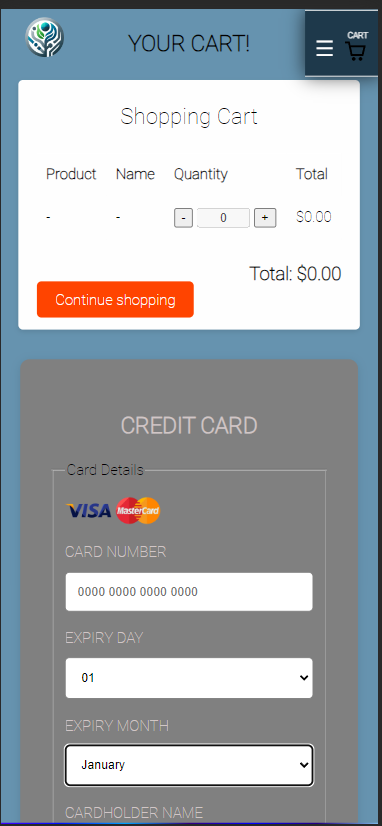 CART
YOUR CART!
Shopping Cart
Product Name Quantity Total
- - - 0 + $0.00
Total: $0.00
Continue shopping
CREDIT CARD
Card Details
VISA MasterCard
CARD NUMBER
0000 0000 0000 0000
EXPIRY DAY
01
EXPIRY MONTH
January
CARDHOLDER NAME